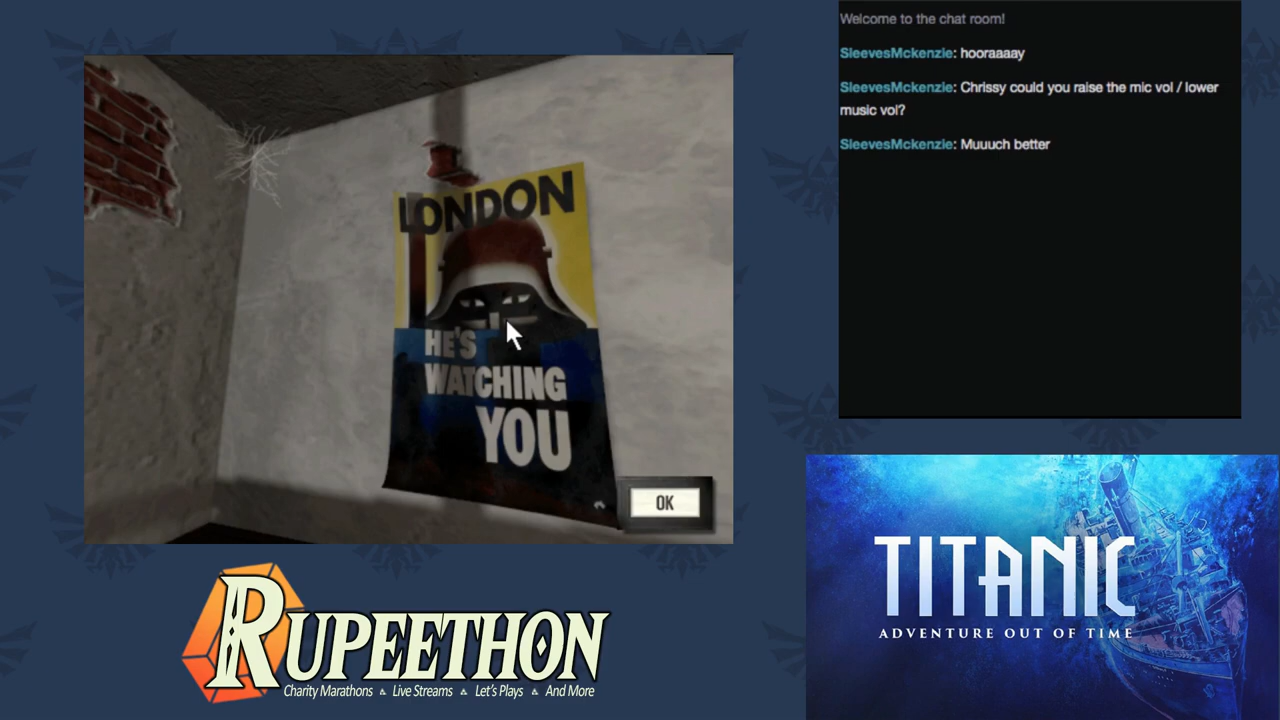 LONDON
HE'S
WATCHING
YOU
OK
Welcome to the chat room!
SleevesMckenzie: hooraaaay
SleevesMckenzie: Chrissy could you raise the mic vol / lower
music vol?
SleevesMckenzie: Muuuch better
TITANIC
ADVENTURE OUT OF TIME
RUPEETHON
Charity Marathons Live Streams Let's Plays And More